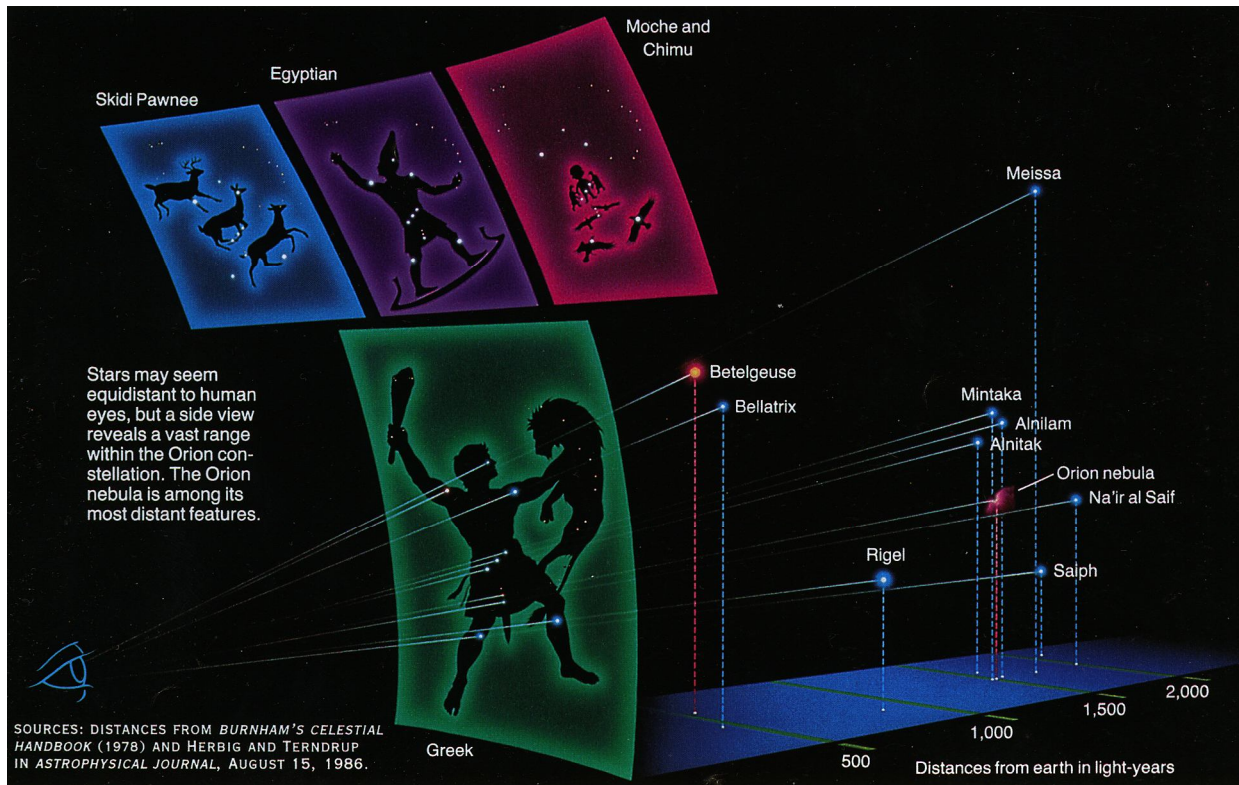 Moche and
Chimu
Egyptian
Skidi Pawnee
Meissa
Betelgeuse
Bellatrix
Mintaka
Alnilam
Alnitak
Orion nebula
Na'ir al Saif
Rigel
Saiph
Stars may seem
equidistant to human
eyes, but a side view
reveals a vast range
within the Orion con-
stellation. The Orion
nebula is among its
most distant features.
SOURCES: DISTANCES FROM BURNHAM'S CELESTIAL
HANDBOOK (1978) AND HERBIG AND TERNDRUP
IN ASTROPHYSICAL JOURNAL, AUGUST 15, 1986.
Greek
500
1,000
1,500
2,000
Distances from earth in light-years